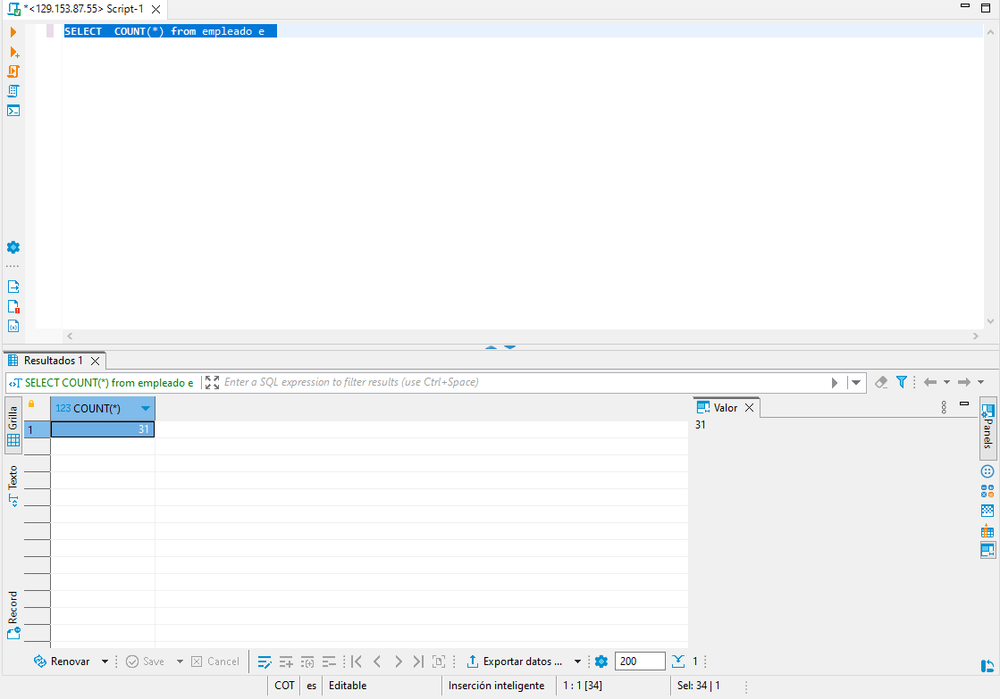 *<129.153.87.55> Script-1
SELECT  COUNT(*) from empleado e
Resultados 1
SELECT COUNT(*) from empleado e
Enter a SQL expression to filter results (use Ctrl+Space)
Grilla
Texto
Record
123 COUNT(*)
1
31
Valor
31
Panels
Renovar
Save
Cancel
Exportar datos ...
200
1
COT
es
Editable
Inserción inteligente
1 : 1 [34]
Sel: 34 | 1